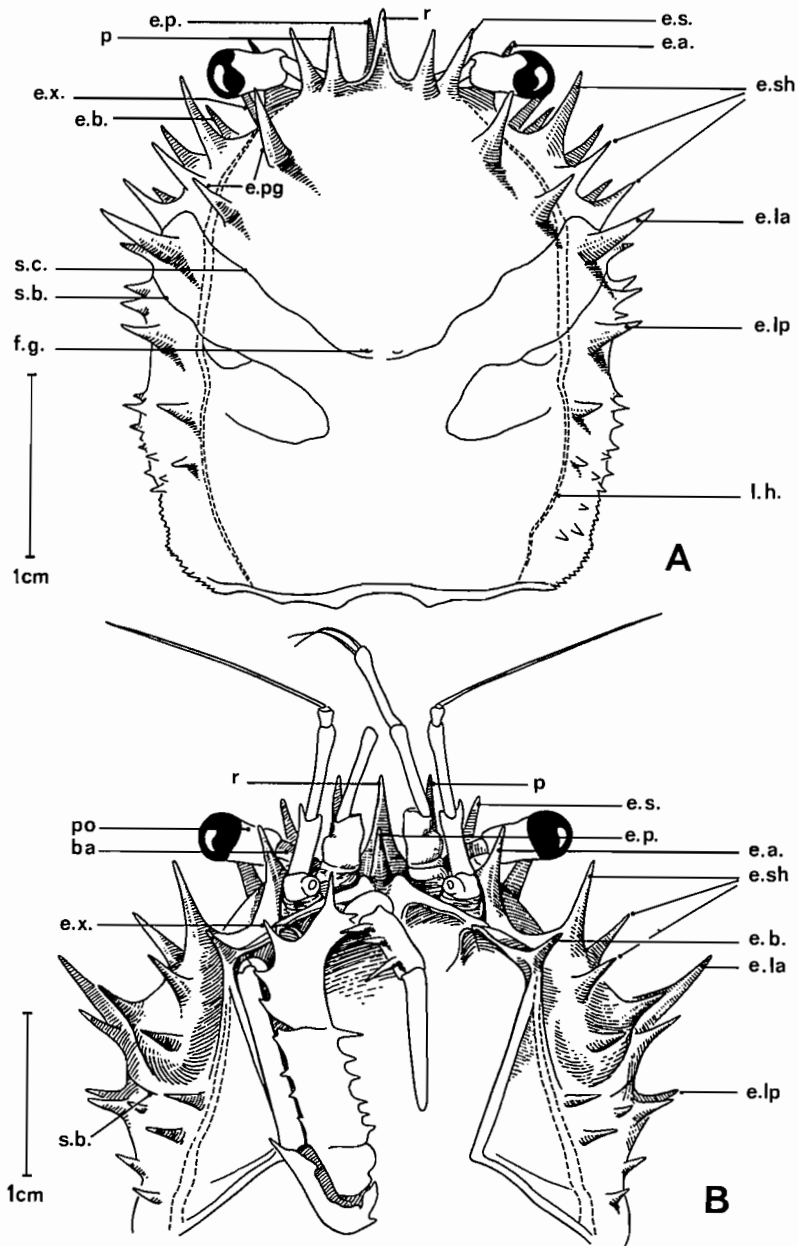 e.p.
r
e.s.
p
e.a.
e.x.
e.sh
e.b.
e.pg
e.la
s.c.
s.b.
e.lp
f.g.
l.h.
A
1cm
r
p
e.s.
po
e.p.
ba
e.a.
e.sh
e.x.
e.b.
e.la
e.lp
s.b.
1cm
B